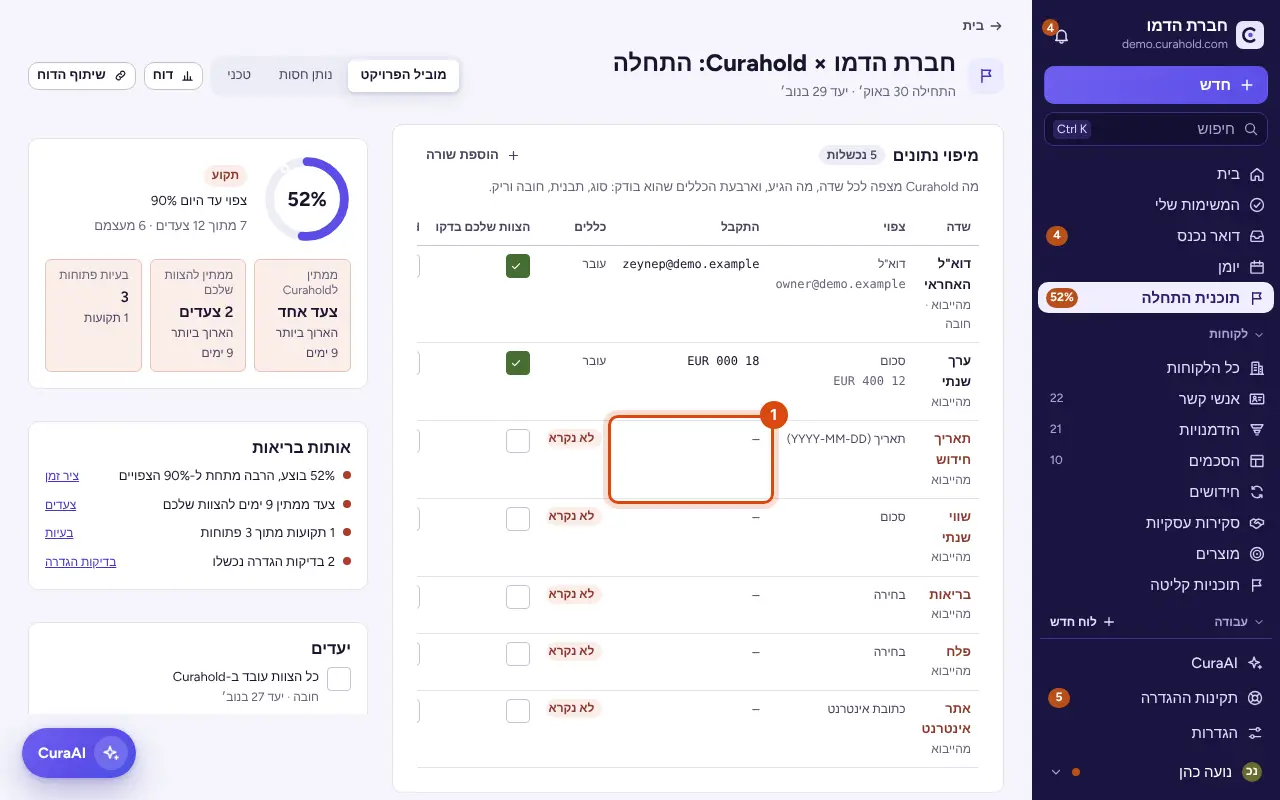 חברת הדמו
demo.curahold.com
4
חדש
חיפוש
Ctrl K
בית
המשימות שלי
דואר נכנס
4
יומן
תוכנית התחלה
52%
לקוחות
כל הלקוחות
אנשי קשר
22
הזדמנויות
21
הסכמים
10
חידושים
סקירות עסקיות
מוצרים
תוכניות קליטה
עבודה
לוח חדש
CuraAI
תקינות ההגדרה
5
הגדרות
נועה כהן
נכ
בית
חברת הדמו × Curahold: התחלה
התחלה 30 באוק׳ · יעד 29 בנוב׳
מוביל הפרויקט
נותן חסות
טכני
דוח
שיתוף הדוח
מיפוי נתונים
5 נכשלות
הוספת שורה
מה Curahold מצפה לכל שדה, מה הגיע, וארבעת הכללים שהוא בודק: סוג, תבנית, חובה וריק.
שדה
צפוי
התקבל
כללים
הצוות שלכם בדקו
דוא"ל האחראי
מהייבוא · חובה
דוא"ל
owner@demo.example
zeynep@demo.example
עובר
ערך שנתי
מהייבוא
סכום
EUR 400 12
EUR 000 18
עובר
תאריך חידוש
מהייבוא
תאריך (YYYY-MM-DD)
–
לא נקרא
1
שווי שנתי
מהייבוא
סכום
–
לא נקרא
בריאות
מהייבוא
בחירה
–
לא נקרא
פלח
מהייבוא
בחירה
–
לא נקרא
אתר אינטרנט
מהייבוא
כתובת אינטרנט
–
לא נקרא
52%
תקוע
צפוי עד היום 90%
7 מתוך 12 צעדים · 6 מעצמם
ממתין לCurahold
צעד אחד
הארוך ביותר
9 ימים
ממתין להצוות שלכם
2 צעדים
הארוך ביותר
9 ימים
בעיות פתוחות
3
1 תקועות
אותות בריאות
52% בוצע, הרבה מתחת ל-90% הצפויים
ציר זמן
צעד ממתין 9 ימים להצוות שלכם
צעדים
1 תקועות מתוך 3 פתוחות
בעיות
2 בדיקות הגדרה נכשלו
בדיקות הגדרה
יעדים
כל הצוות עובד ב-Curahold
חובה · יעד 27 בנוב׳
CuraAI